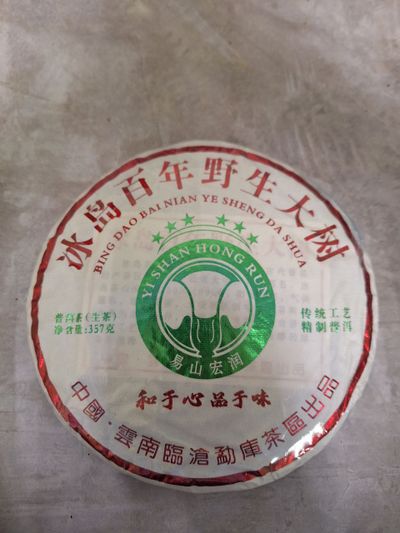 冰岛百年野生大树
BING DAO BAI NIAN YE SHENG DA SHUA
YI SHAN HONG RUN
易山宏润
普洱茶(生茶)
净含量:357克
传统工艺
精制普洱
和于心品于味
中國·雲南臨滄勐庫茶區出品